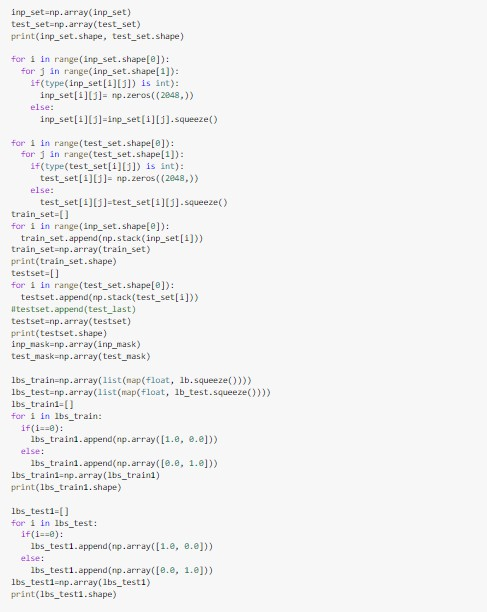 inp_set=np.array(inp_set)
test_set=np.array(test_set)
print(inp_set.shape, test_set.shape)
for i in range(inp_set.shape[0]):
  for j in range(inp_set.shape[1]):
    if(type(inp_set[i][j]) is int):
      inp_set[i][j]= np.zeros((2048,))
    else:
      inp_set[i][j]=inp_set[i][j].squeeze()
for i in range(test_set.shape[0]):
  for j in range(test_set.shape[1]):
    if(type(test_set[i][j]) is int):
      test_set[i][j]= np.zeros((2048,))
    else:
      test_set[i][j]=test_set[i][j].squeeze()
train_set=[]
for i in range(inp_set.shape[0]):
  train_set.append(np.stack(inp_set[i]))
train_set=np.array(train_set)
print(train_set.shape)
testset=[]
for i in range(test_set.shape[0]):
  testset.append(np.stack(test_set[i]))
#testset.append(test_last)
testset=np.array(testset)
print(testset.shape)
inp_mask=np.array(inp_mask)
test_mask=np.array(test_mask)
lbs_train=np.array(list(map(float, lb.squeeze())))
lbs_test=np.array(list(map(float, lb_test.squeeze())))
lbs_train1=[]
for i in lbs_train:
  if(i==0):
    lbs_train1.append(np.array([1.0, 0.0]))
  else:
    lbs_train1.append(np.array([0.0, 1.0]))
lbs_train1=np.array(lbs_train1)
print(lbs_train1.shape)
lbs_test1=[]
for i in lbs_test:
  if(i==0):
    lbs_test1.append(np.array([1.0, 0.0]))
  else:
    lbs_test1.append(np.array([0.0, 1.0]))
lbs_test1=np.array(lbs_test1)
print(lbs_test1.shape)